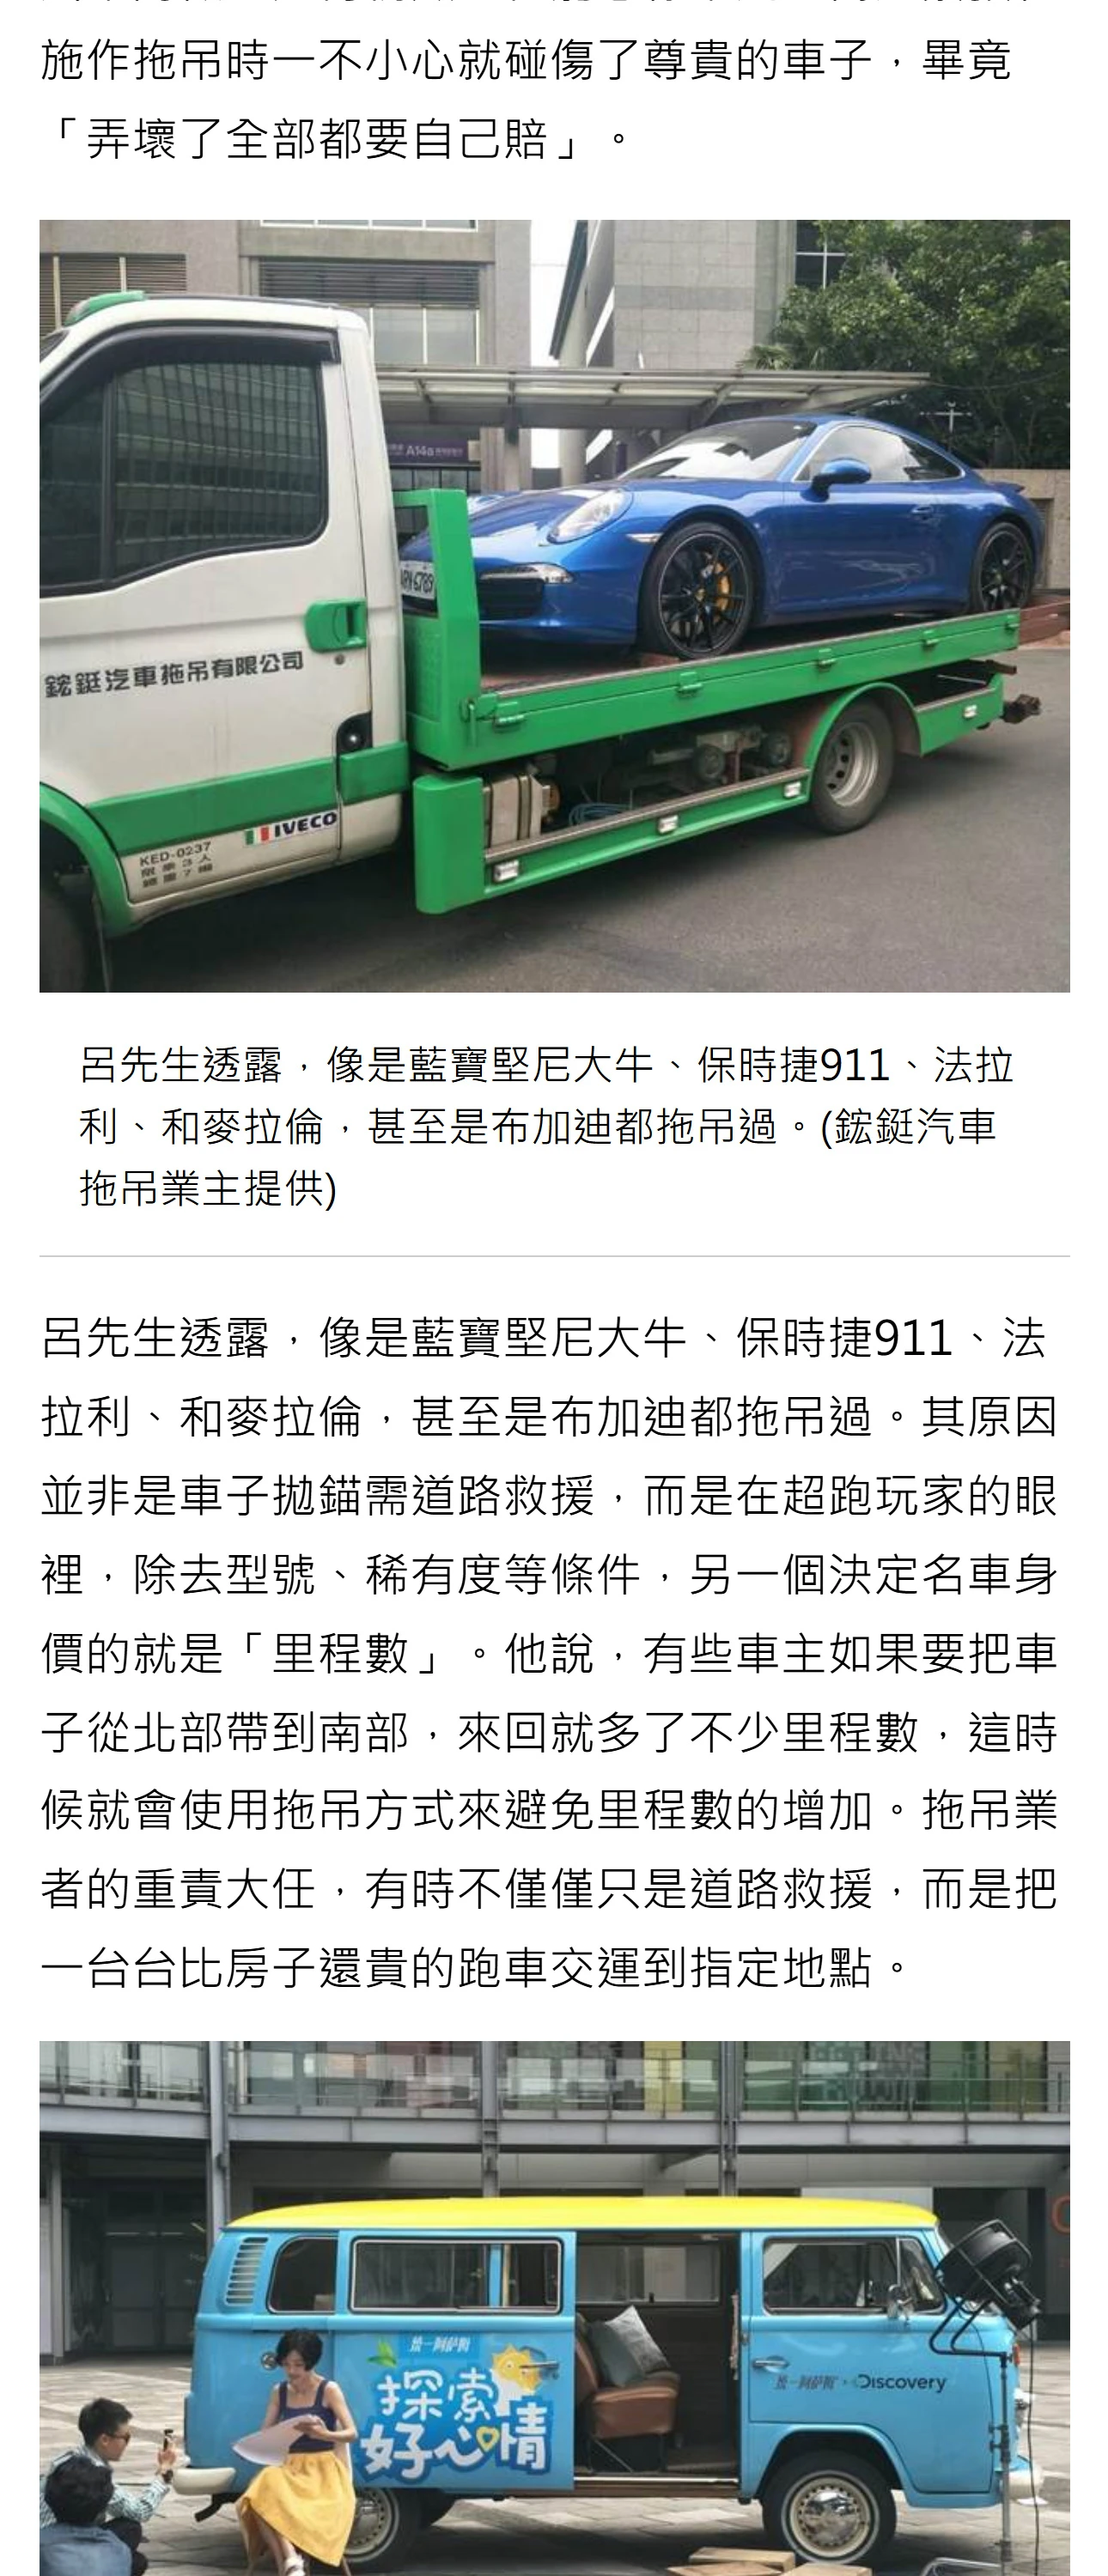 施作拖吊時一不小心就碰傷了尊貴的車子，畢竟
「弄壞了全部都要自己賠」。
A14a
6789
鋐鋌汽車拖吊有限公司
IVECO
KED-0237
限乘3人
呂先生透露，像是藍寶堅尼大牛、保時捷911、法拉
利、和麥拉倫，甚至是布加迪都拖吊過。(鋐鋌汽車
拖吊業主提供)
呂先生透露，像是藍寶堅尼大牛、保時捷911、法
拉利、和麥拉倫，甚至是布加迪都拖吊過。其原因
並非是車子拋錨需道路救援，而是在超跑玩家的眼
裡，除去型號、稀有度等條件，另一個決定名車身
價的就是「里程數」。他說，有些車主如果要把車
子從北部帶到南部，來回就多了不少里程數，這時
候就會使用拖吊方式來避免里程數的增加。拖吊業
者的重責大任，有時不僅僅只是道路救援，而是把
一台台比房子還貴的跑車交運到指定地點。
探索
好心情
Discovery